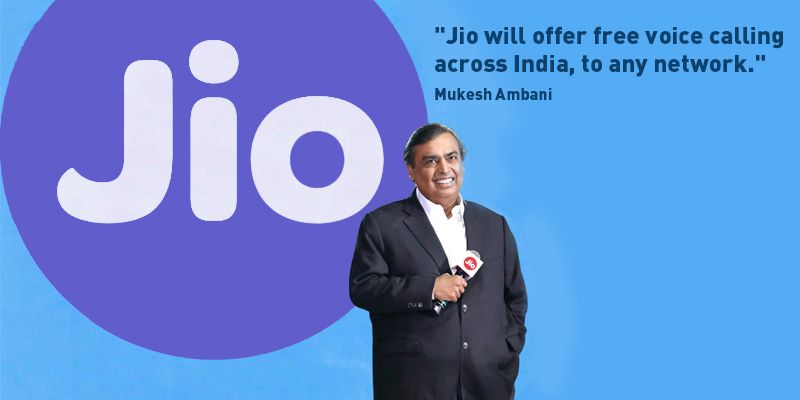 "Jio will offer free voice calling
across India, to any network."
Mukesh Ambani
Jio
Jio